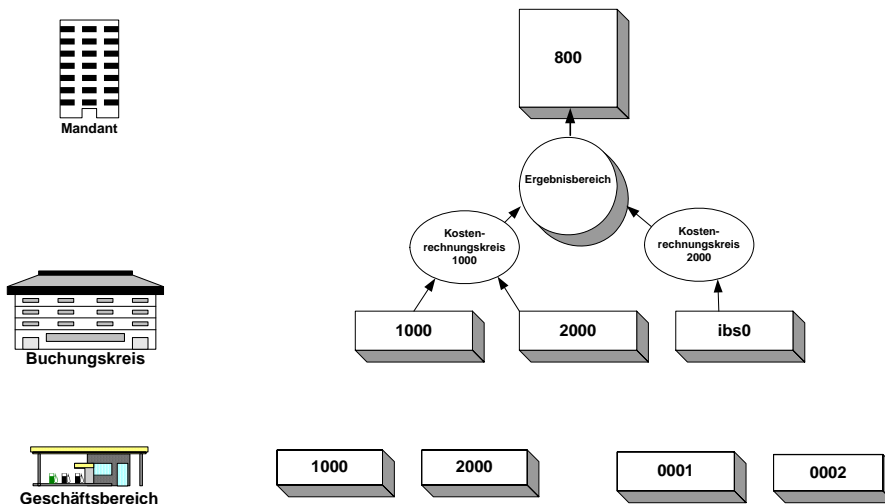 800
Mandant
Ergebnisbereich
Kosten-
rechnungskreis
1000
Kosten-
rechnungskreis
2000
1000
2000
ibs0
Buchungskreis
1000
2000
0001
0002
Geschäftsbereich